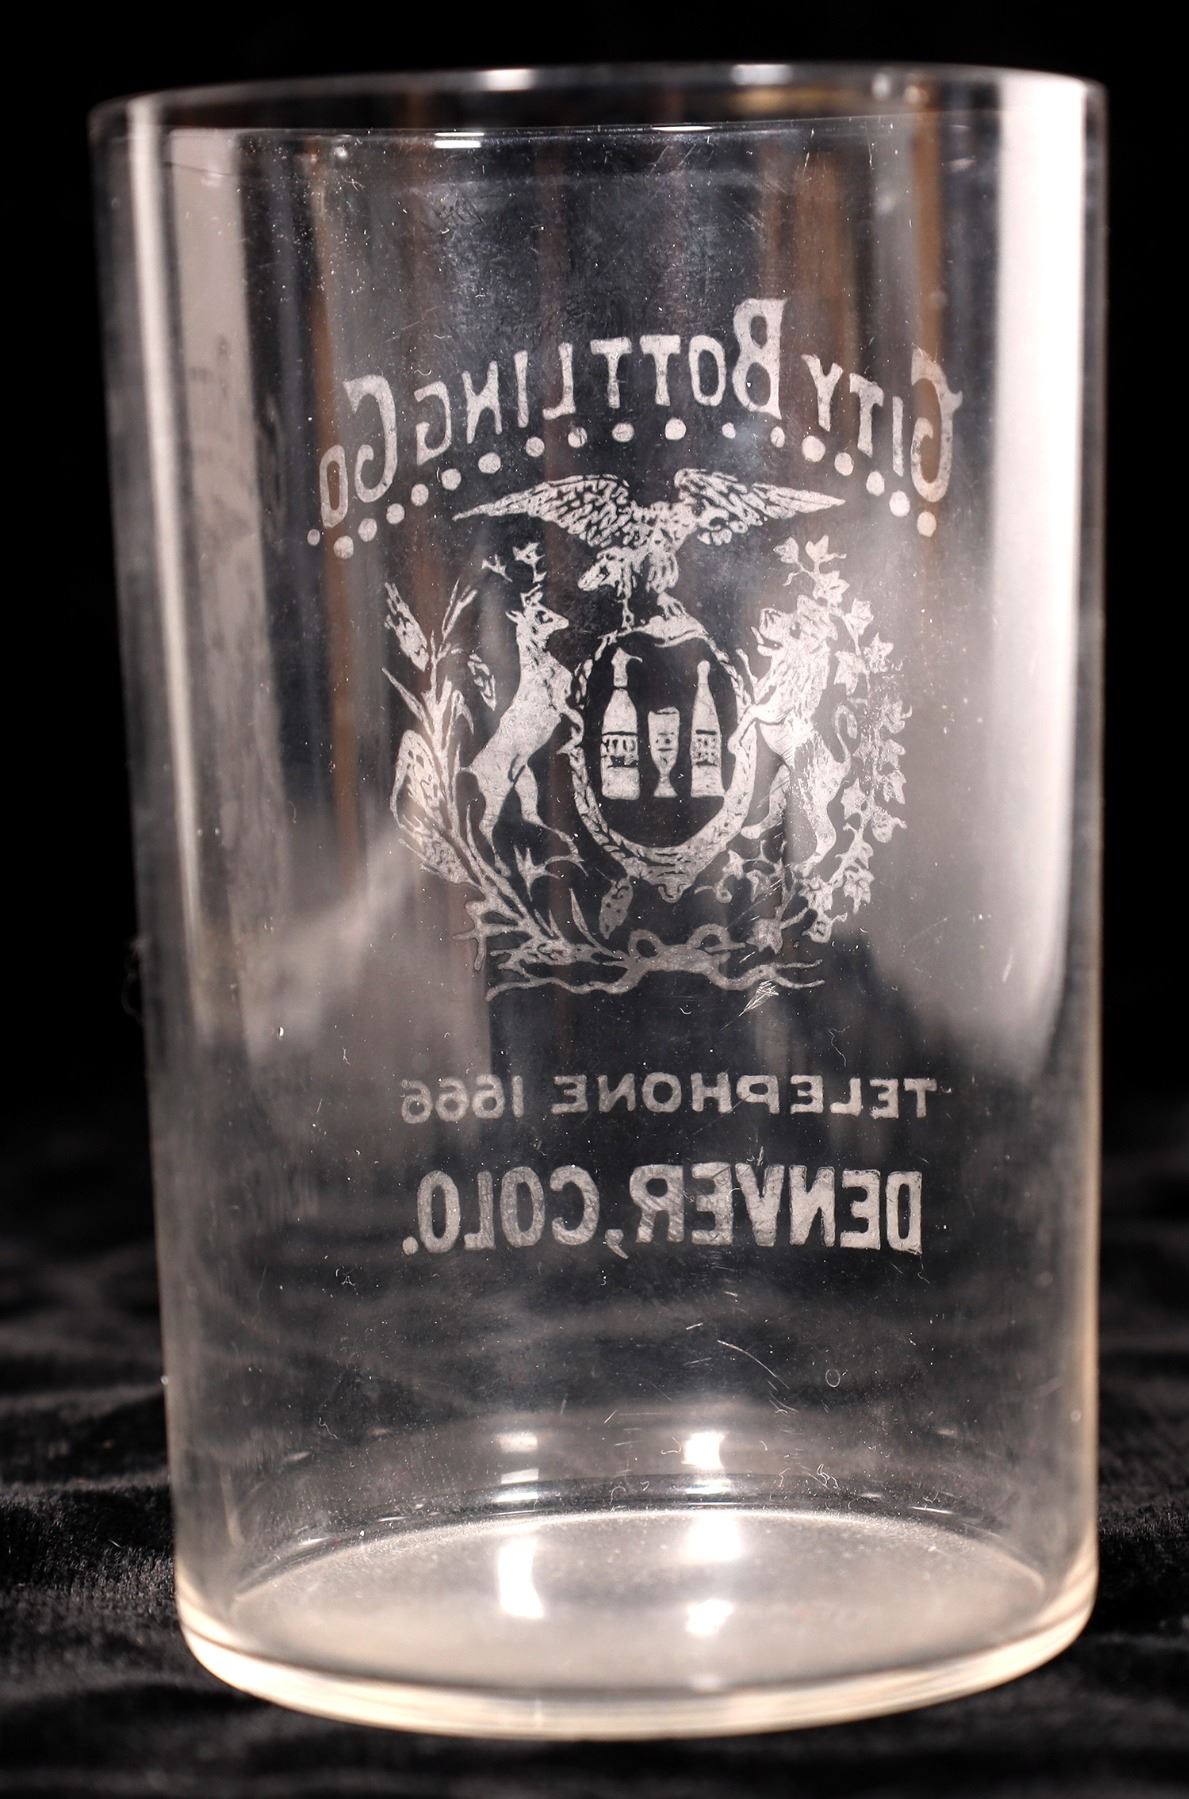 CITY BOTTLING CO.
TELEPHONE 1666
DENVER, COLO.